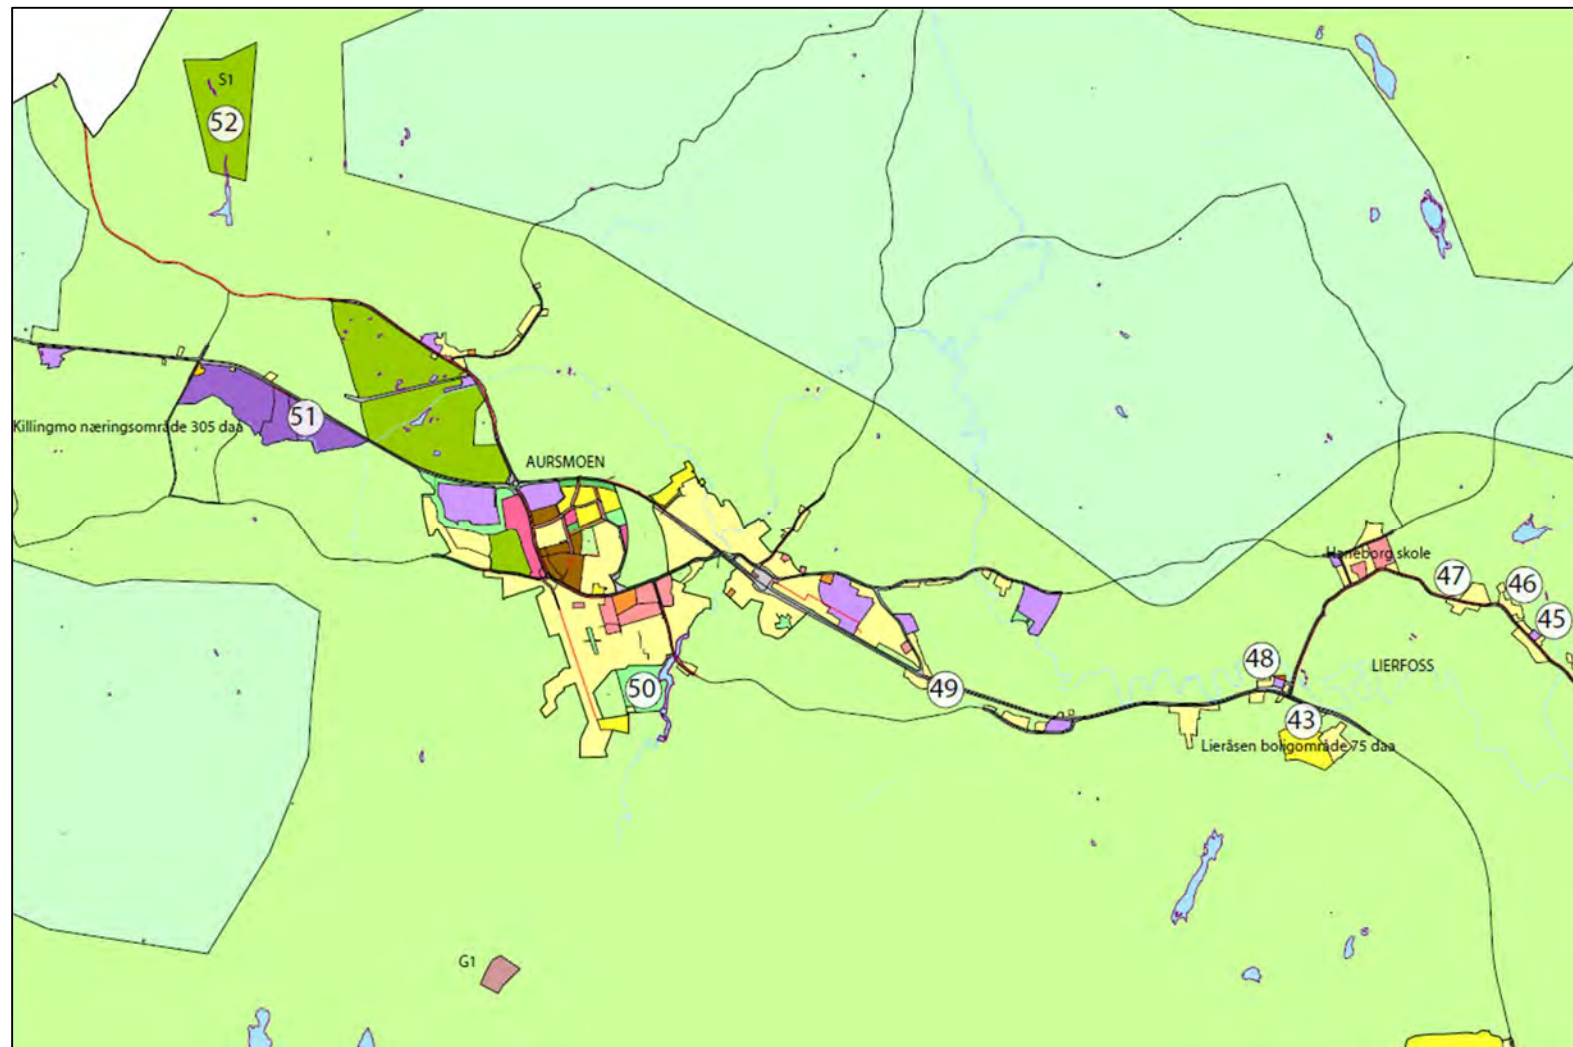 S1
52
51
Killingmo næringsområde 305 daa
AURSMOEN
Haneborg skole
47
46
45
48
LIERFOSS
50
49
43
Lieråsen boligområde 75 daa
G1